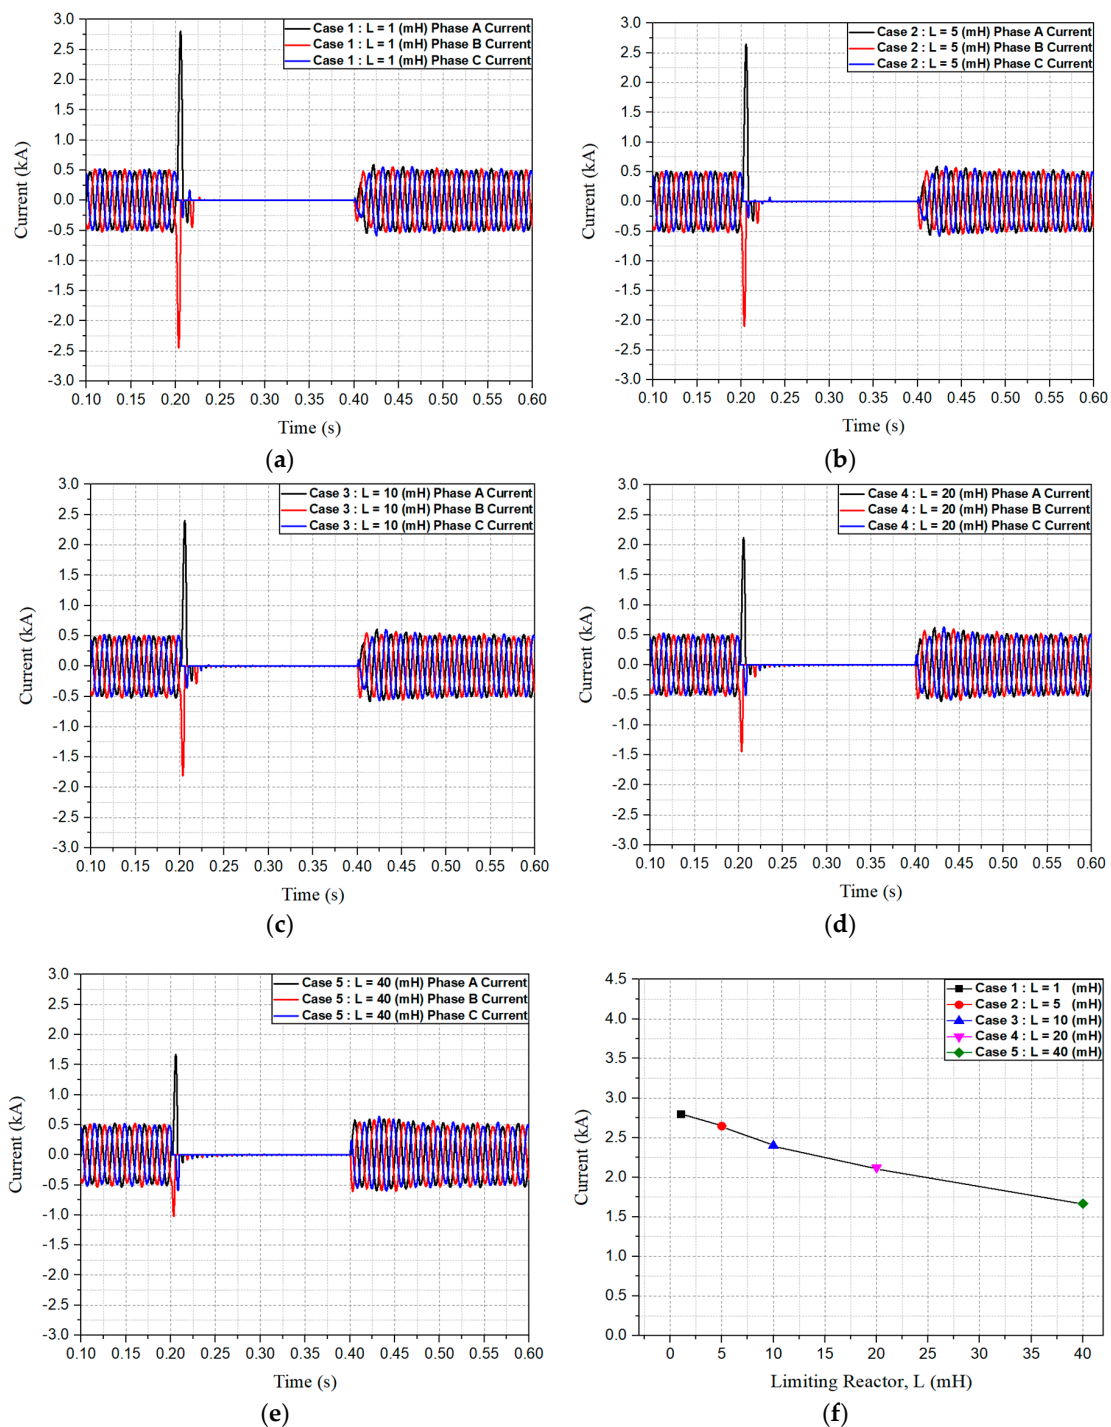 Case 1 : L = 1 (mH) Phase A Current
Case 1 : L = 1 (mH) Phase B Current
Case 1 : L = 1 (mH) Phase C Current
3.0
2.5
2.0
1.5
1.0
0.5
0.0
-0.5
-1.0
-1.5
-2.0
-2.5
-3.0
Current (kA)
0.10 0.15 0.20 0.25 0.30 0.35 0.40 0.45 0.50 0.55 0.60
Time (s)
(a)
Case 2 : L = 5 (mH) Phase A Current
Case 2 : L = 5 (mH) Phase B Current
Case 2 : L = 5 (mH) Phase C Current
3.0
2.5
2.0
1.5
1.0
0.5
0.0
-0.5
-1.0
-1.5
-2.0
-2.5
-3.0
Current (kA)
0.10 0.15 0.20 0.25 0.30 0.35 0.40 0.45 0.50 0.55 0.60
Time (s)
(b)
Case 3 : L = 10 (mH) Phase A Current
Case 3 : L = 10 (mH) Phase B Current
Case 3 : L = 10 (mH) Phase C Current
3.0
2.5
2.0
1.5
1.0
0.5
0.0
-0.5
-1.0
-1.5
-2.0
-2.5
-3.0
Current (kA)
0.10 0.15 0.20 0.25 0.30 0.35 0.40 0.45 0.50 0.55 0.60
Time (s)
(c)
Case 4 : L = 20 (mH) Phase A Current
Case 4 : L = 20 (mH) Phase B Current
Case 4 : L = 20 (mH) Phase C Current
3.0
2.5
2.0
1.5
1.0
0.5
0.0
-0.5
-1.0
-1.5
-2.0
-2.5
-3.0
Current (kA)
0.10 0.15 0.20 0.25 0.30 0.35 0.40 0.45 0.50 0.55 0.60
Time (s)
(d)
Case 5 : L = 40 (mH) Phase A Current
Case 5 : L = 40 (mH) Phase B Current
Case 5 : L = 40 (mH) Phase C Current
3.0
2.5
2.0
1.5
1.0
0.5
0.0
-0.5
-1.0
-1.5
-2.0
-2.5
-3.0
Current (kA)
0.10 0.15 0.20 0.25 0.30 0.35 0.40 0.45 0.50 0.55 0.60
Time (s)
(e)
Case 1 : L = 1 (mH)
Case 2 : L = 5 (mH)
Case 3 : L = 10 (mH)
Case 4 : L = 20 (mH)
Case 5 : L = 40 (mH)
4.5
4.0
3.5
3.0
2.5
2.0
1.5
1.0
0.5
0.0
Current (kA)
0 5 10 15 20 25 30 35 40
Limiting Reactor, L (mH)
(f)